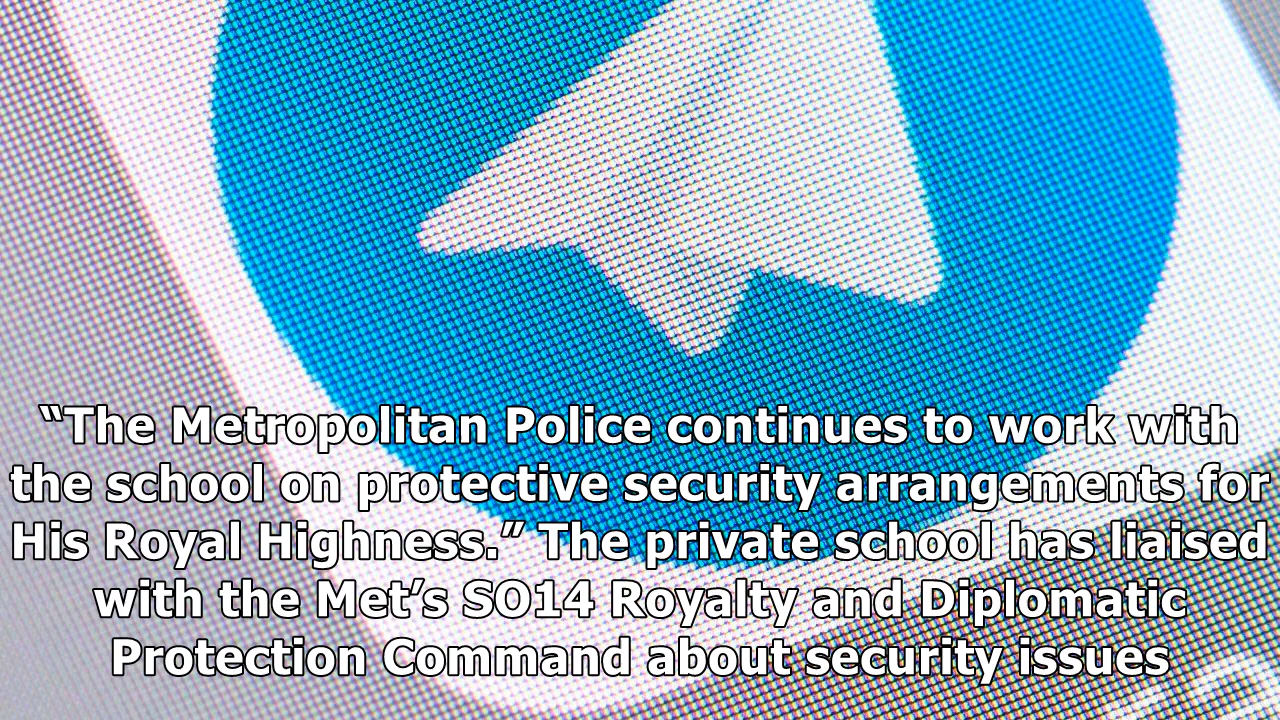 “The Metropolitan Police continues to work with
the school on protective security arrangements for
His Royal Highness.” The private school has liaised
with the Met’s SO14 Royalty and Diplomatic
Protection Command about security issues